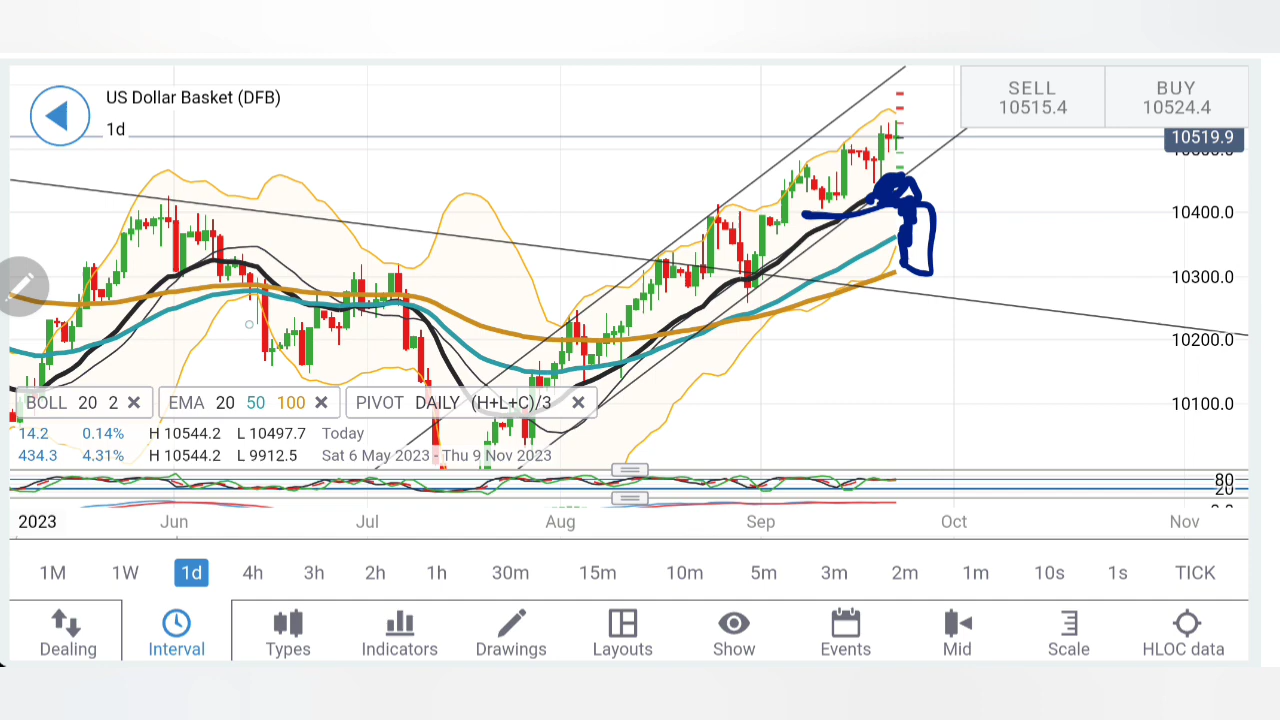 US Dollar Basket (DFB)
1d
SELL
10515.4
BUY
10524.4
10519.9
10400.0
10300.0
10200.0
10100.0
BOLL 20 2 ×
EMA 20 50 100 ×
PIVOT DAILY (H+L+C)/3 ×
14.2 0.14% H 10544.2 L 10497.7 Today
434.3 4.31% H 10544.2 L 9912.5 Sat 6 May 2023 - Thu 9 Nov 2023
80
20
2023 Jun Jul Aug Sep Oct Nov
1M 1W 1d 4h 3h 2h 1h 30m 15m 10m 5m 3m 2m 1m 10s 1s TICK
Dealing Interval Types Indicators Drawings Layouts Show Events Mid Scale HLOC data